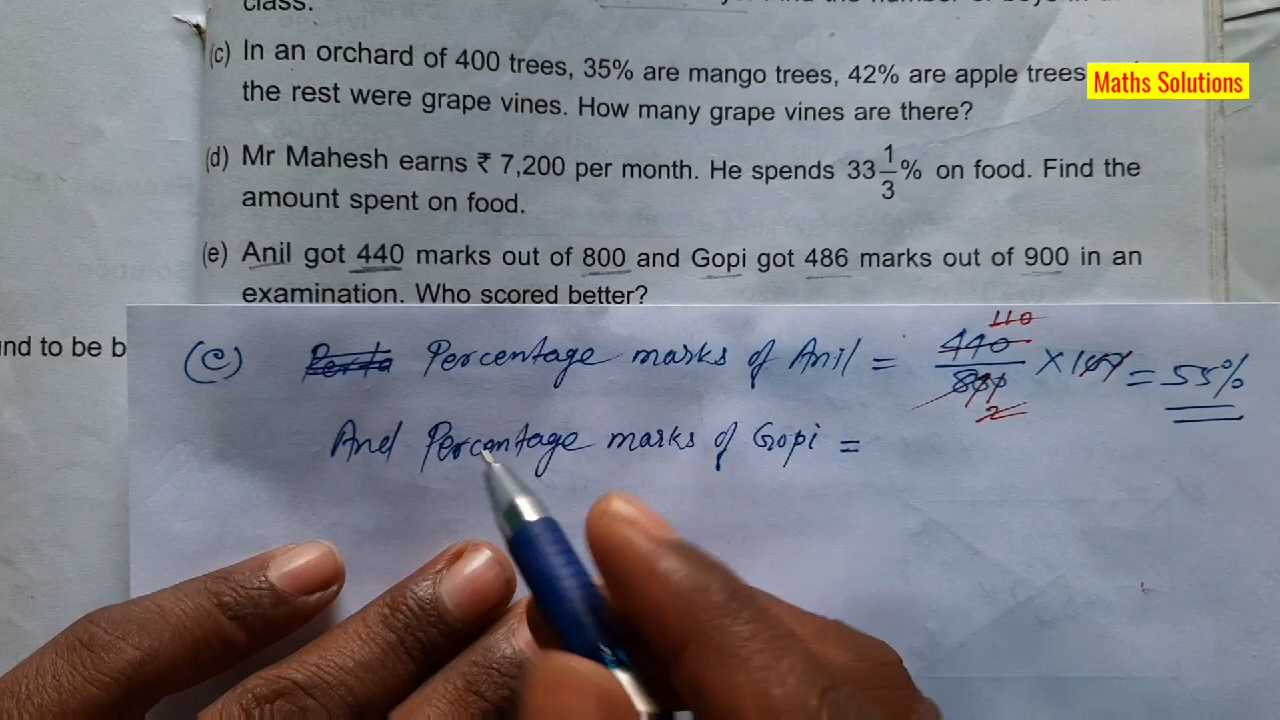 class.
(c) In an orchard of 400 trees, 35% are mango trees, 42% are apple trees
Maths Solutions
the rest were grape vines. How many grape vines are there?
(d) Mr Mahesh earns ₹ 7,200 per month. He spends 33 1/3 % on food. Find the
amount spent on food.
(e) Anil got 440 marks out of 800 and Gopi got 486 marks out of 900 in an
examination. Who scored better?
nd to be b
(e) Percentage marks of Anil = 440/800 × 100 = 55%
110
2
And Percentage marks of Gopi =